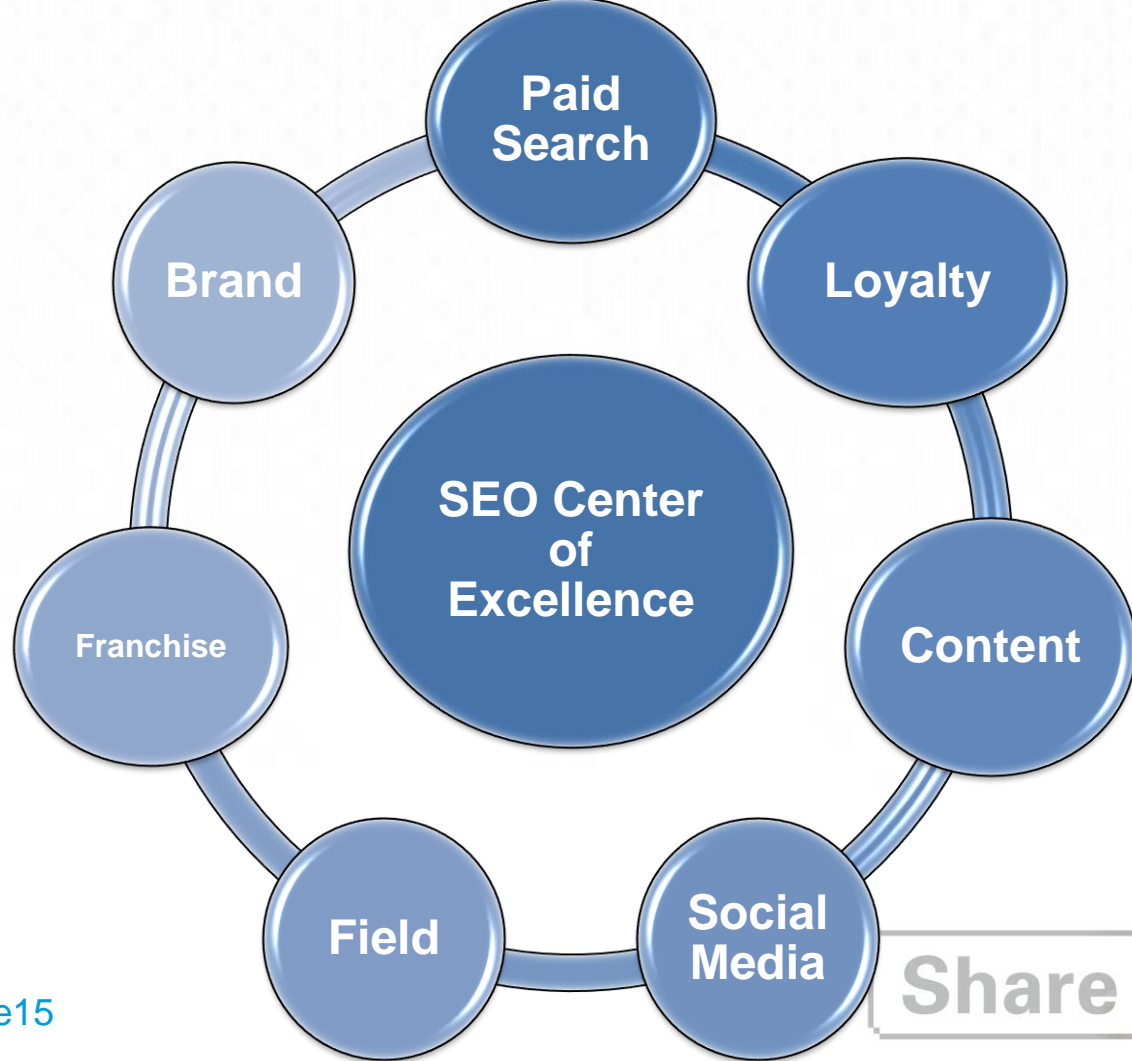 Paid
Search
Brand
Loyalty
SEO Center
of
Excellence
Franchise
Content
Field
Social
Media
Share
e15